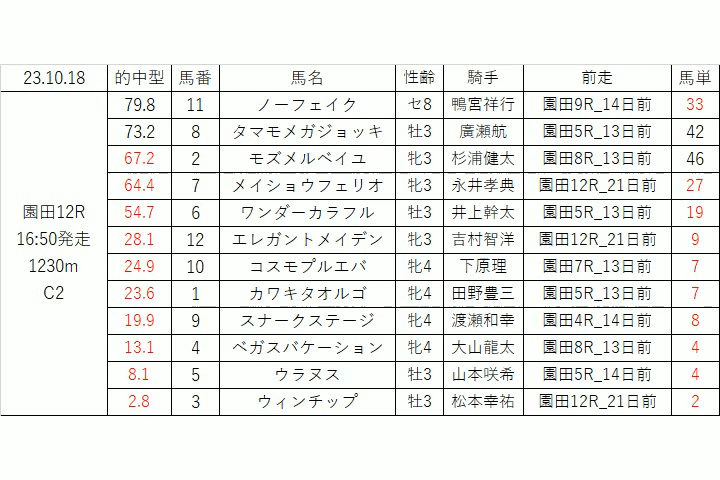 23.10.18 的中型 馬番 馬名 性齢 騎手 前走 馬単
79.8 11 ノーフェイク セ8 鴨宮祥行 園田9R_14日前 33
73.2 8 タマモメガジョッキ 牡3 廣瀬航 園田5R_13日前 42
67.2 2 モズメルベイユ 牝3 杉浦健太 園田8R_13日前 46
64.4 7 メイショウフェリオ 牝3 永井孝典 園田12R_21日前 27
園田12R 54.7 6 ワンダーカラフル 牡3 井上幹太 園田5R_13日前 19
16:50発走 28.1 12 エレガントメイデン 牝3 吉村智洋 園田12R_21日前 9
1230m 24.9 10 コスモプルエバ 牝4 下原理 園田7R_13日前 7
C2 23.6 1 カワキタオルゴ 牝4 田野豊三 園田5R_13日前 7
19.9 9 スナークステージ 牝4 渡瀬和幸 園田4R_14日前 8
13.1 4 ベガスバケーション 牝4 大山龍太 園田8R_13日前 4
8.1 5 ウラヌス 牡3 山本咲希 園田5R_14日前 4
2.8 3 ウィンチップ 牡3 松本幸祐 園田12R_21日前 2